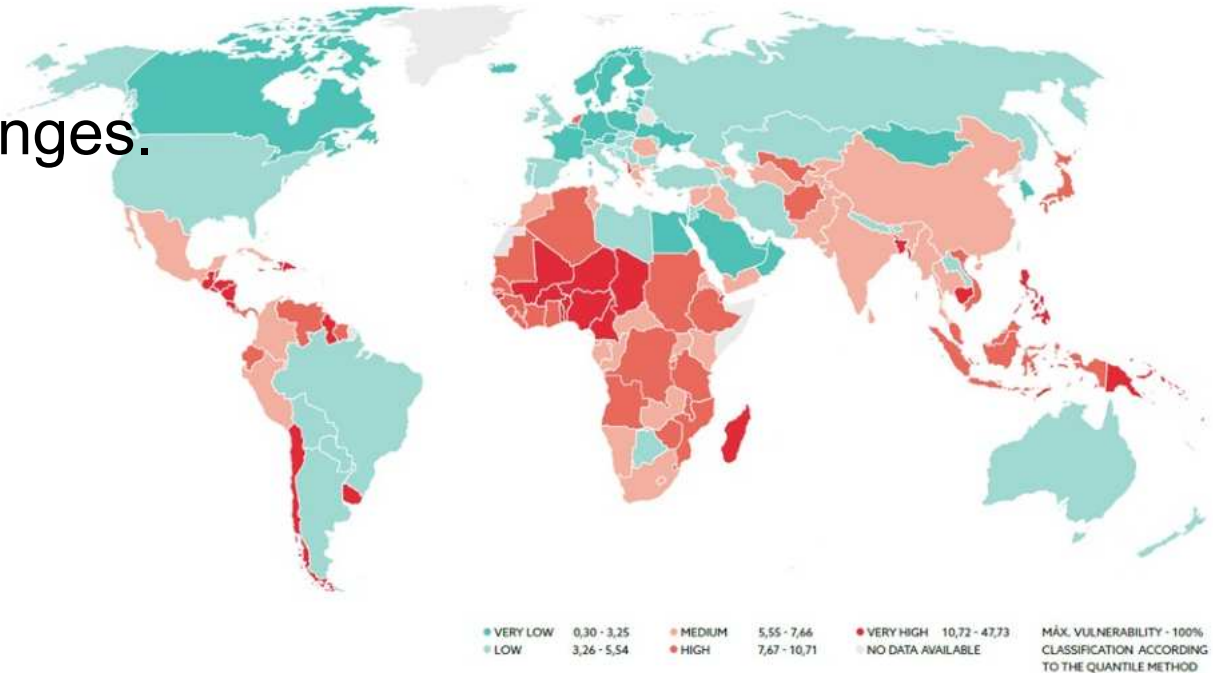 nges.
VERY LOW 0,30 - 3,25
LOW 3,26 - 5,54
MEDIUM 5,55 - 7,66
HIGH 7,67 - 10,71
VERY HIGH 10,72 - 47,73
NO DATA AVAILABLE
MÁX. VULNERABILITY - 100%
CLASSIFICATION ACCORDING
TO THE QUANTILE METHOD